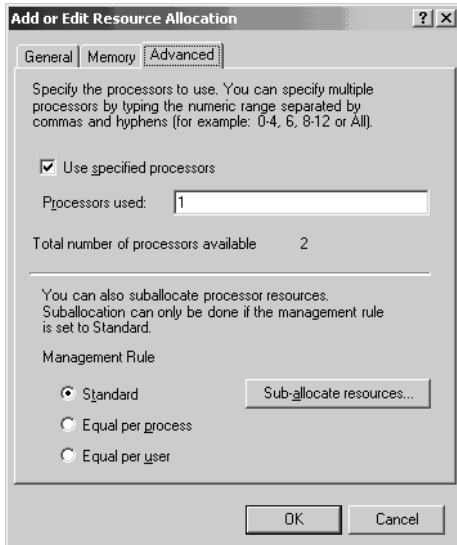 Add or Edit Resource Allocation
General Memory Advanced
Specify the processors to use. You can specify multiple
processors by typing the numeric range separated by
commas and hyphens (for example: 0-4, 6, 8-12 or All).
Use specified processors
Processors used: 1
Total number of processors available 2
You can also suballocate processor resources.
Suballocation can only be done if the management rule
is set to Standard.
Management Rule
Standard Sub-allocate resources...
Equal per process
Equal per user
OK Cancel